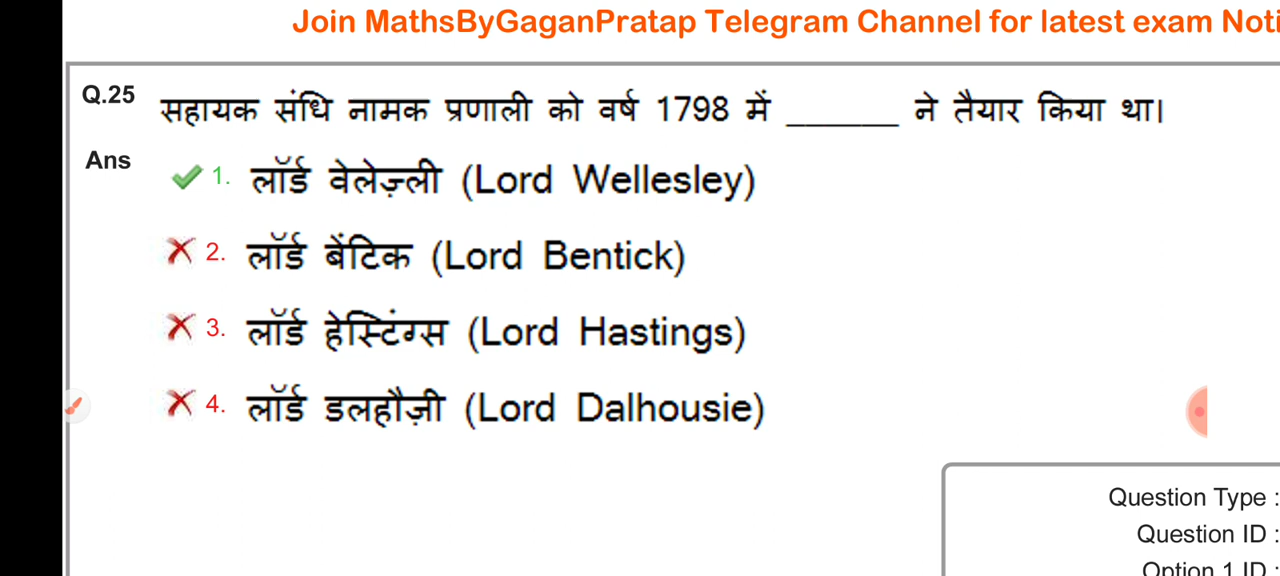 Join MathsByGaganPratap Telegram Channel for latest exam Noti
Q.25 सहायक संधि नामक प्रणाली को वर्ष 1798 में ______ ने तैयार किया था।
Ans 1. लॉर्ड वेलेज़्ली (Lord Wellesley)
2. लॉर्ड बेंटिक (Lord Bentick)
3. लॉर्ड हेस्टिंग्स (Lord Hastings)
4. लॉर्ड डलहौज़ी (Lord Dalhousie)
Question Type :
Question ID :
Option 1 ID :